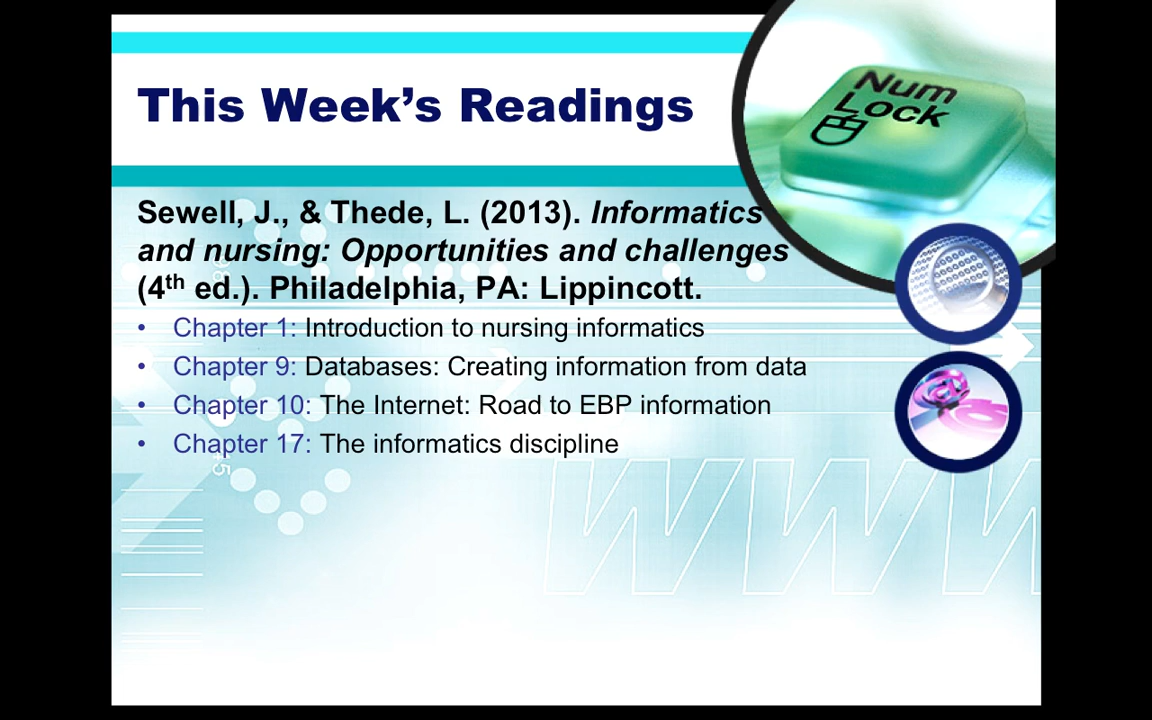 This Week's Readings
Num
Lock
Sewell, J., & Thede, L. (2013). Informatics
and nursing: Opportunities and challenges
(4th ed.). Philadelphia, PA: Lippincott.
• Chapter 1: Introduction to nursing informatics
• Chapter 9: Databases: Creating information from data
• Chapter 10: The Internet: Road to EBP information
• Chapter 17: The informatics discipline
www
@